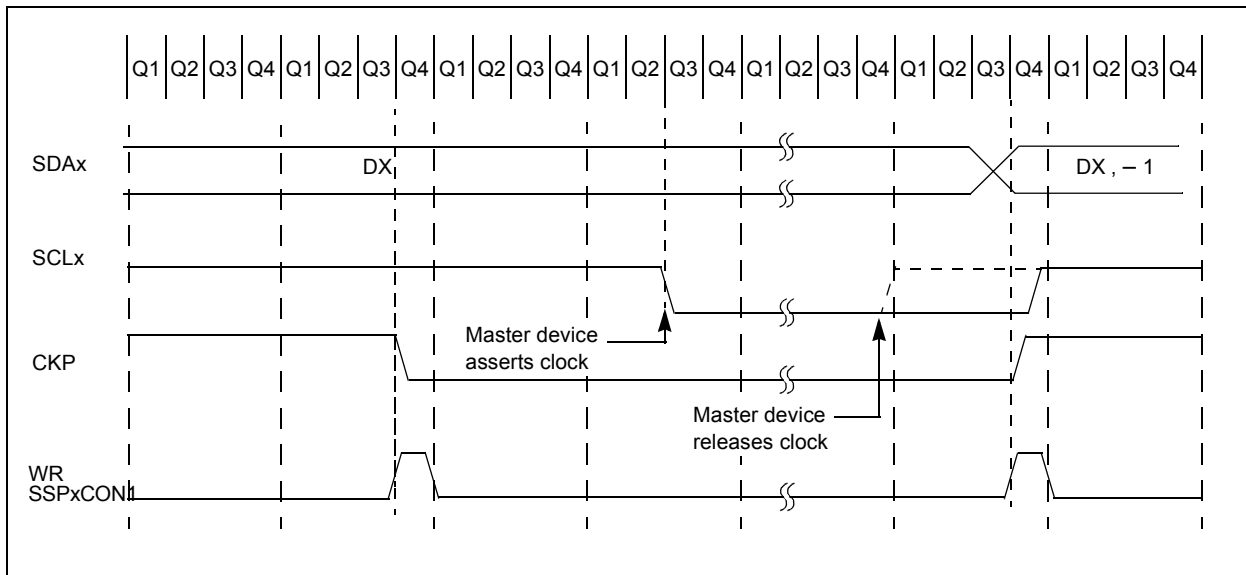 Q1 Q2 Q3 Q4 Q1 Q2 Q3 Q4 Q1 Q2 Q3 Q4 Q1 Q2 Q3 Q4 Q1 Q2 Q3 Q4 Q1 Q2 Q3 Q4 Q1 Q2 Q3 Q4
SDAx
DX
DX , – 1
SCLx
Master device
asserts clock
CKP
Master device
releases clock
WR
SSPxCON1